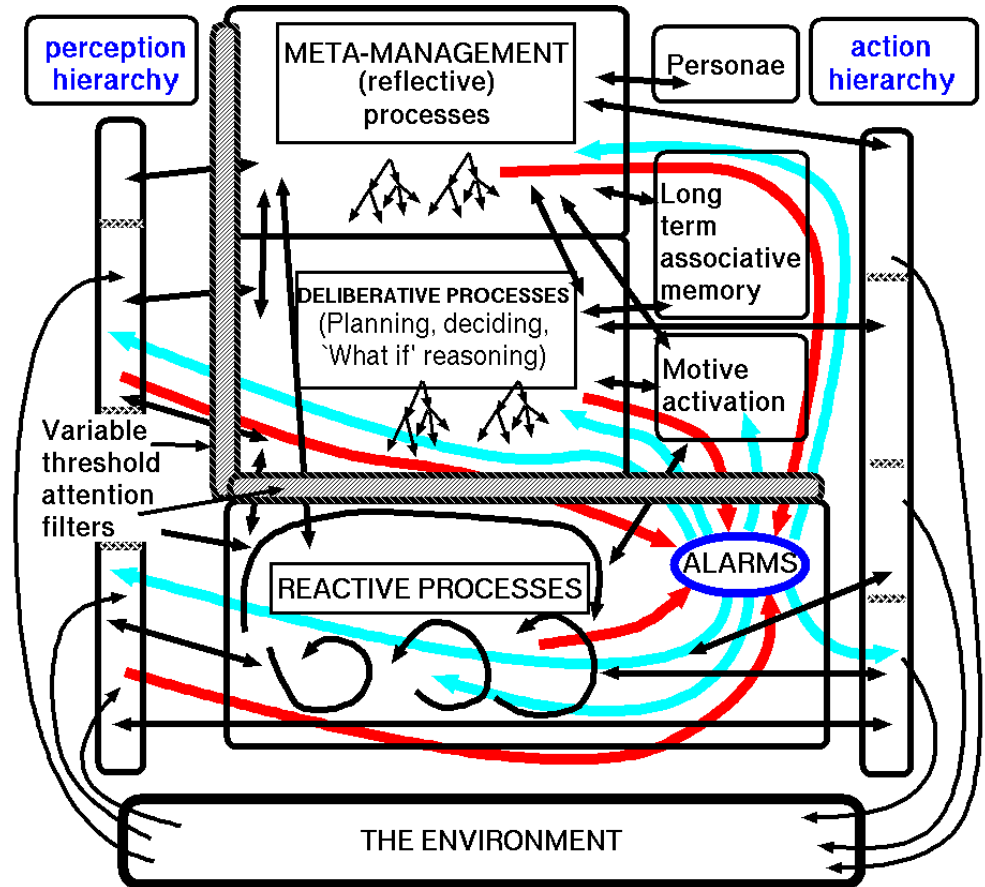 perception
hierarchy
META-MANAGEMENT
(reflective)
processes
Personae
action
hierarchy
Long
term
associative
memory
DELIBERATIVE PROCESSES
(Planning, deciding,
`What if' reasoning)
Motive
activation
Variable
threshold
attention
filters
REACTIVE PROCESSES
ALARMS
THE ENVIRONMENT